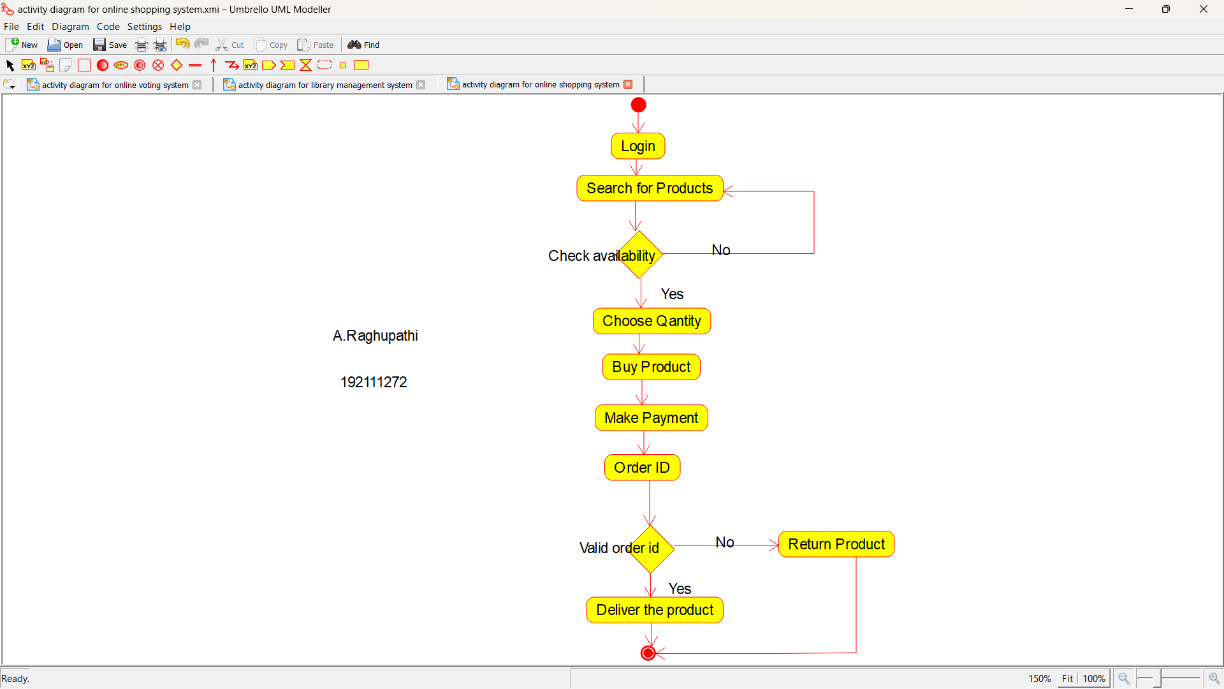 activity diagram for online shopping system.xmi – Umbrello UML Modeller
File Edit Diagram Code Settings Help
New Open Save Cut Copy Paste Find
activity diagram for online voting system activity diagram for library management system activity diagram for online shopping system
Login
Search for Products
Check availability
No
Yes
Choose Qantity
A.Raghupathi
Buy Product
192111272
Make Payment
Order ID
Valid order id
No
Return Product
Yes
Deliver the product
Ready.
150% Fit 100%